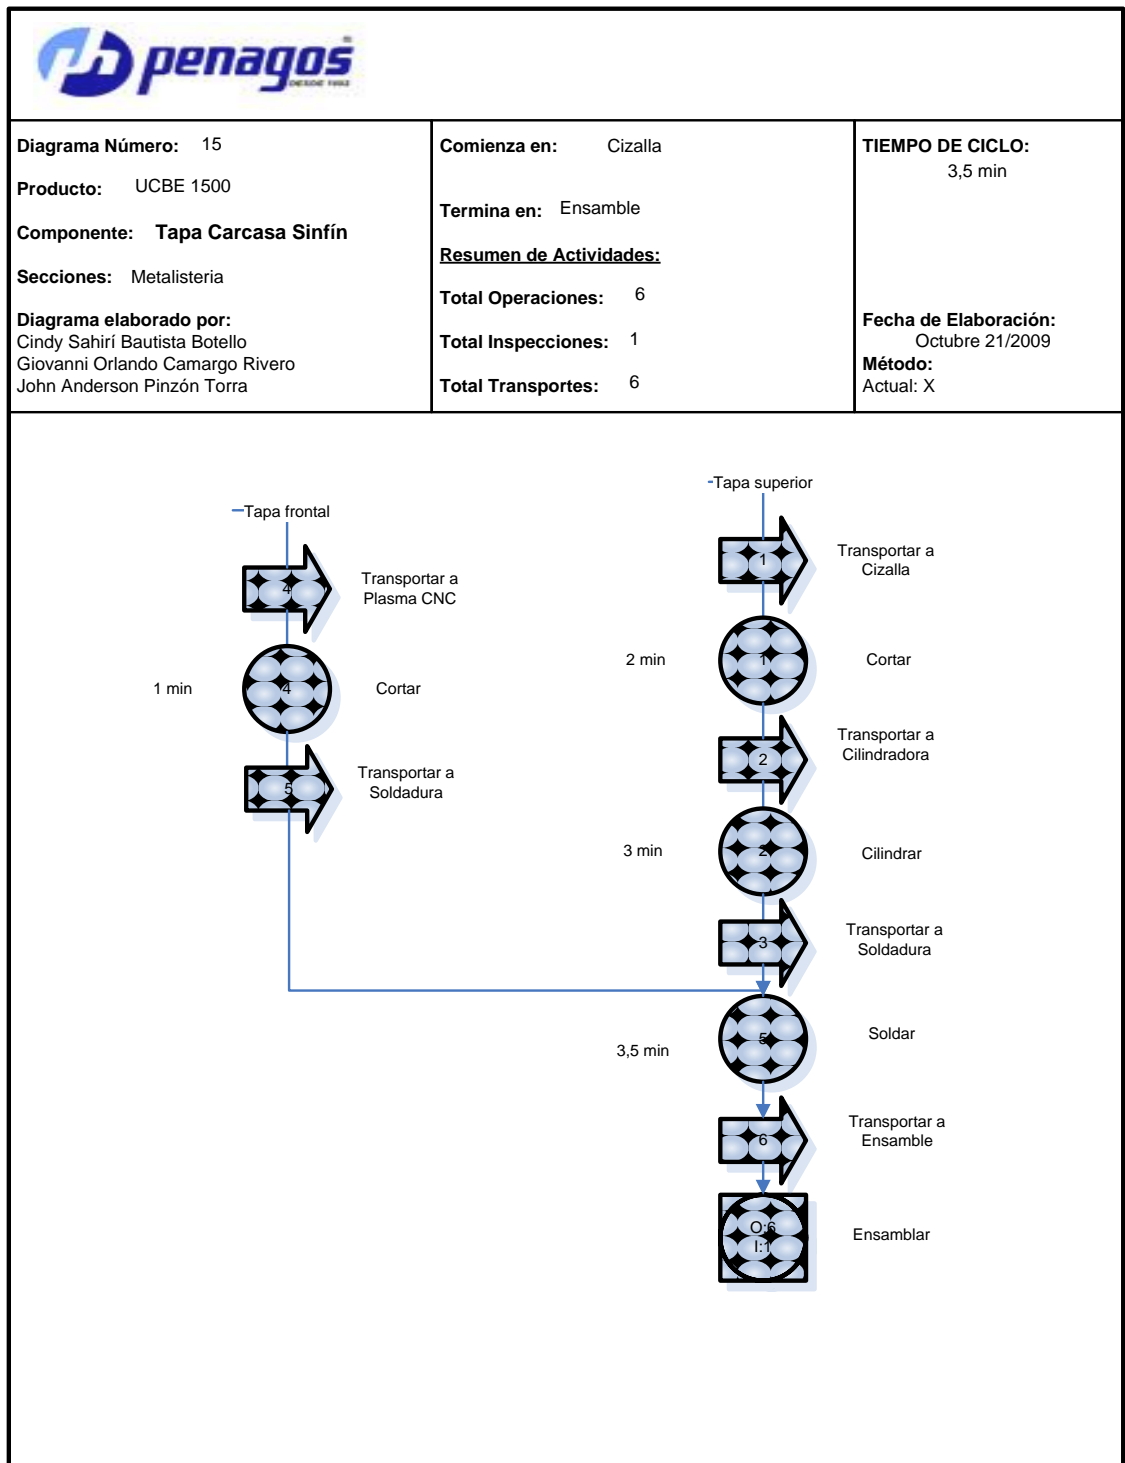 penagos
DESDE 1892
Diagrama Número: 15
Producto: UCBE 1500
Componente: Tapa Carcasa Sinfín
Secciones: Metalisteria
Diagrama elaborado por:
Cindy Sahirí Bautista Botello
Giovanni Orlando Camargo Rivero
John Anderson Pinzón Torra
Comienza en: Cizalla
Termina en: Ensamble
Resumen de Actividades:
Total Operaciones: 6
Total Inspecciones: 1
Total Transportes: 6
TIEMPO DE CICLO:
3,5 min
Fecha de Elaboración:
Octubre 21/2009
Método:
Actual: X
Tapa frontal
4
Transportar a
Plasma CNC
1 min
4
Cortar
5
Transportar a
Soldadura
Tapa superior
1
Transportar a
Cizalla
2 min
1
Cortar
2
Transportar a
Cilindradora
3 min
2
Cilindrar
3
Transportar a
Soldadura
3,5 min
5
Soldar
6
Transportar a
Ensamble
O:6
I:1
Ensamblar